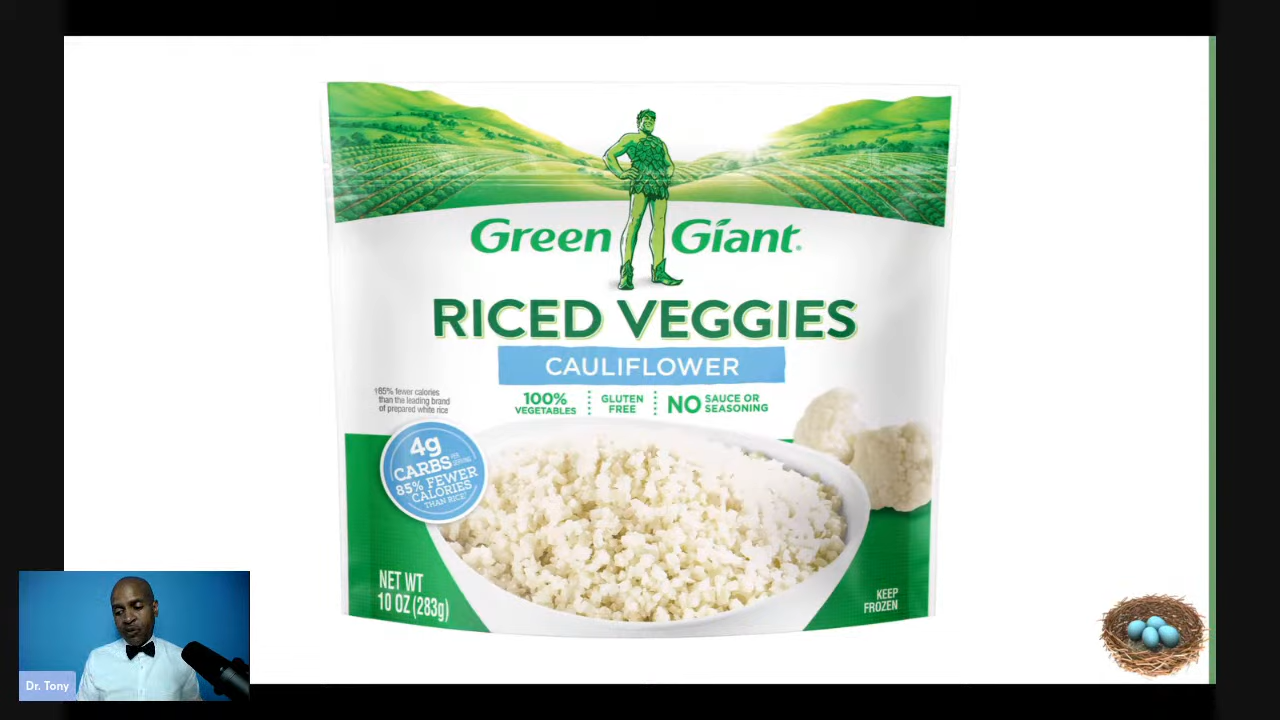 Green Giant®
RICED VEGGIES
CAULIFLOWER
†85% fewer calories
than the leading brand
of prepared white rice
100%
VEGETABLES
GLUTEN
FREE
NO SAUCE OR
SEASONING
4g
CARBS PER
SERVING
85% FEWER
CALORIES
THAN RICE†
NET WT
10 OZ (283g)
KEEP
FROZEN
Dr. Tony